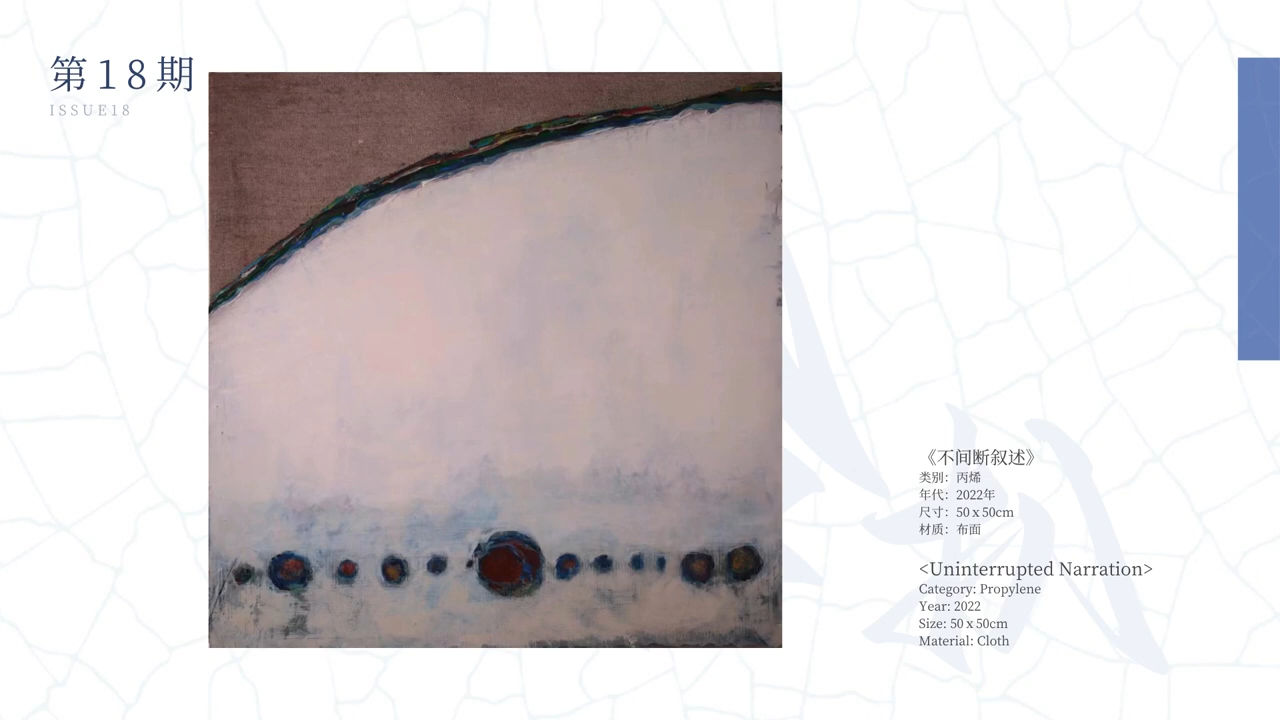 第18期
ISSUE18
《不间断叙述》
类别：丙烯
年代：2022年
尺寸：50 x 50cm
材质：布面
<Uninterrupted Narration>
Category: Propylene
Year: 2022
Size: 50 x 50cm
Material: Cloth